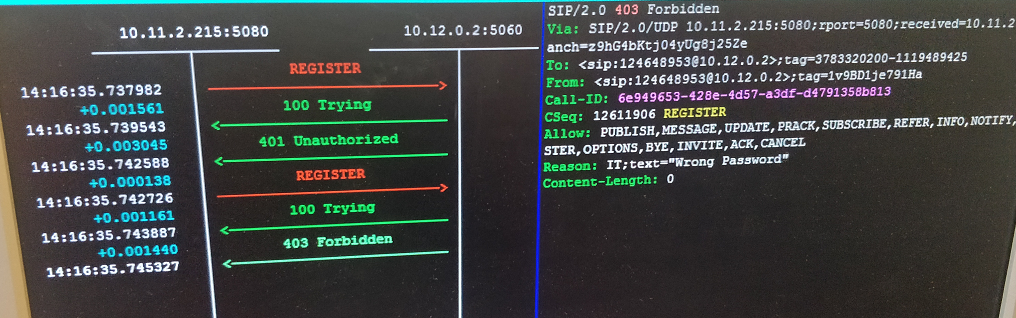 10.11.2.215:5080 10.12.0.2:5060
REGISTER
14:16:35.737982
+0.001561
100 Trying
14:16:35.739543
+0.003045
401 Unauthorized
14:16:35.742588
+0.000138
REGISTER
14:16:35.742726
+0.001161
100 Trying
14:16:35.743887
+0.001440
403 Forbidden
14:16:35.745327
SIP/2.0 403 Forbidden
Via: SIP/2.0/UDP 10.11.2.215:5080;rport=5080;received=10.11.2
anch=z9hG4bKtj04yUg8j25Ze
To: <sip:124648953@10.12.0.2>;tag=3783320200-1119489425
From: <sip:124648953@10.12.0.2>;tag=1v9BD1je791Ha
Call-ID: 6e949653-428e-4d57-a3df-d4791358b813
CSeq: 12611906 REGISTER
Allow: PUBLISH,MESSAGE,UPDATE,PRACK,SUBSCRIBE,REFER,INFO,NOTIFY,
STER,OPTIONS,BYE,INVITE,ACK,CANCEL
Reason: IT;text="Wrong Password"
Content-Length: 0